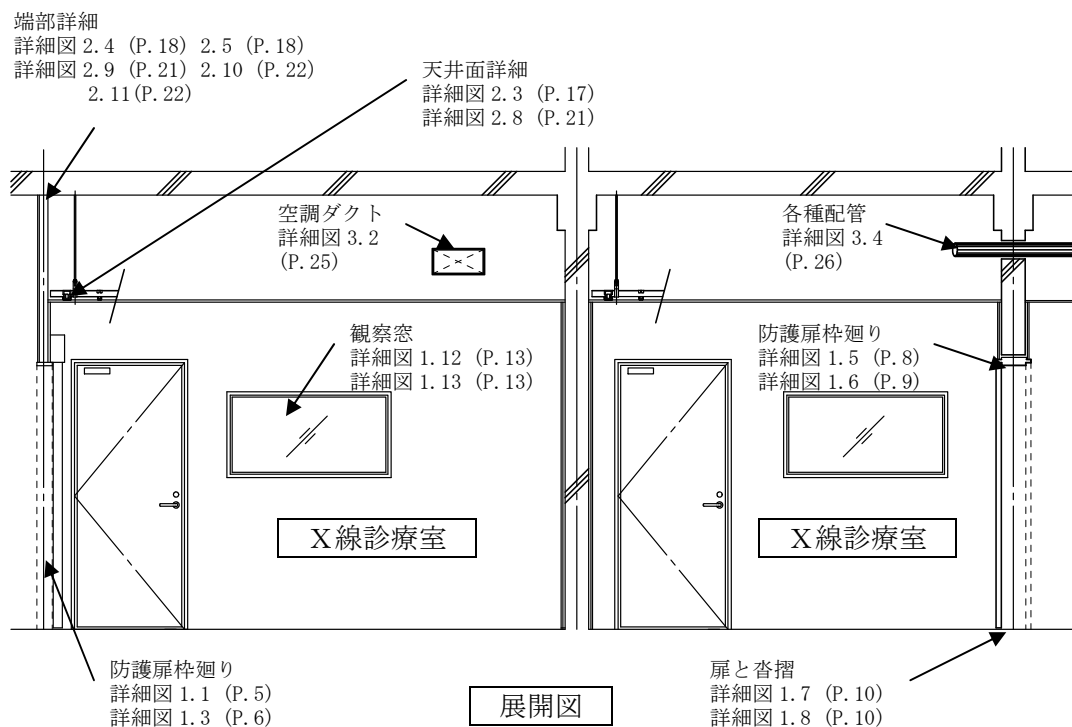 端部詳細
詳細図 2.4 (P.18) 2.5 (P.18)
詳細図 2.9 (P.21) 2.10 (P.22)
2.11(P.22)
天井面詳細
詳細図 2.3 (P.17)
詳細図 2.8 (P.21)
空調ダクト
詳細図 3.2
(P.25)
各種配管
詳細図 3.4
(P.26)
観察窓
詳細図 1.12 (P.13)
詳細図 1.13 (P.13)
防護扉枠廻り
詳細図 1.5 (P.8)
詳細図 1.6 (P.9)
X線診療室
X線診療室
防護扉枠廻り
詳細図 1.1 (P.5)
詳細図 1.3 (P.6)
展開図
扉と沓摺
詳細図 1.7 (P.10)
詳細図 1.8 (P.10)